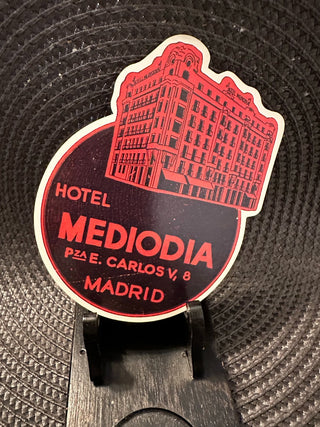 HOTEL
MEDIODIA
PZA E. CARLOS V, 8
MADRID